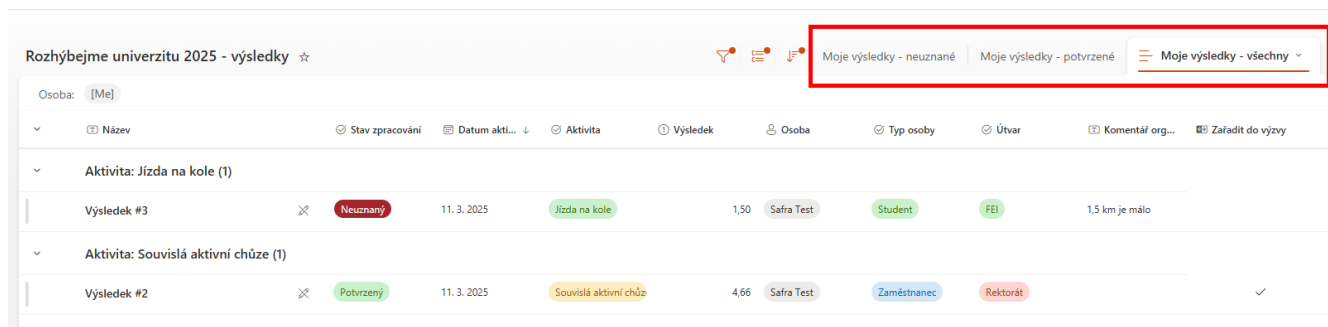 Rozhýbejme univerzitu 2025 - výsledky
Moje výsledky - neuznané
Moje výsledky - potvrzené
Moje výsledky - všechny
Osoba: [Me]
Název Stav zpracování Datum akti... Aktivita Výsledek Osoba Typ osoby Útvar Komentář org... Zařadit do výzvy
Aktivita: Jízda na kole (1)
Výsledek #3 Neuznaný 11. 3. 2025 Jízda na kole 1,50 Safra Test Student FEI 1,5 km je málo
Aktivita: Souvislá aktivní chůze (1)
Výsledek #2 Potvrzený 11. 3. 2025 Souvislá aktivní chůz 4,66 Safra Test Zaměstnanec Rektorát